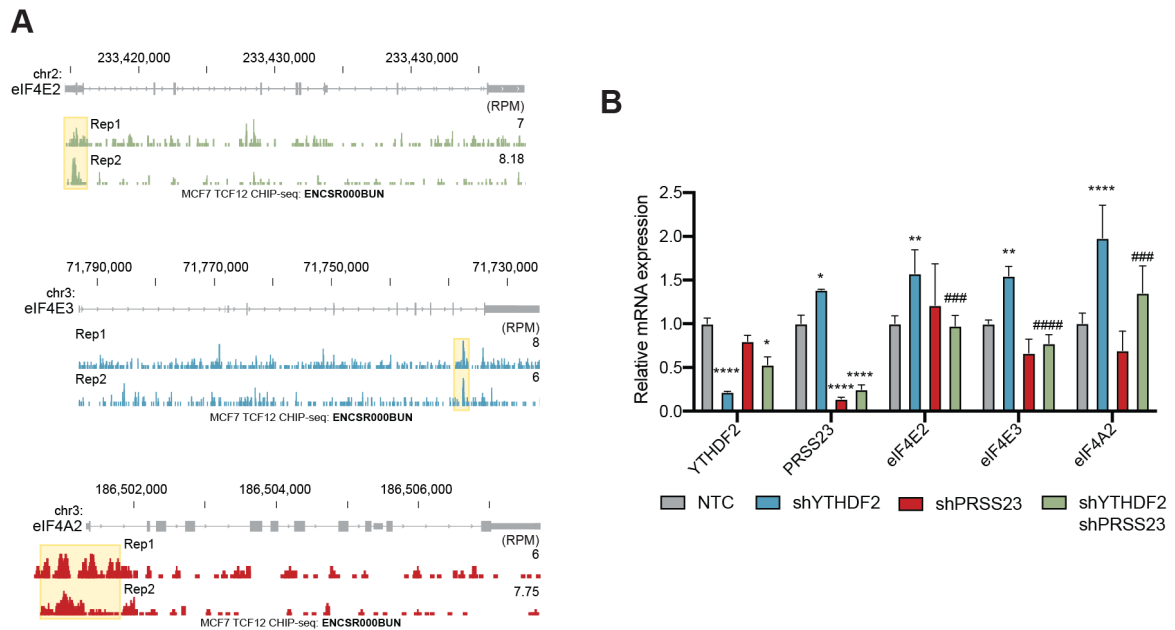 A
233,420,000 233,430,000 233,430,000
chr2:
eIF4E2
(RPM)
Rep1 7
Rep2 8.18
MCF7 TCF12 CHIP-seq: ENCSR000BUN
71,790,000 71,770,000 71,750,000 71,730,000
chr3:
eIF4E3
(RPM)
Rep1 8
Rep2 6
MCF7 TCF12 CHIP-seq: ENCSR000BUN
186,502,000 186,504,000 186,506,000
chr3:
eIF4A2
(RPM)
Rep1 6
Rep2 7.75
MCF7 TCF12 CHIP-seq: ENCSR000BUN
B
Relative mRNA expression
2.5
2.0
1.5
1.0
0.5
0.0
**** * * **** **** ** ### ** #### **** ###
YTHDF2 PRSS23 eIF4E2 eIF4E3 eIF4A2
NTC shYTHDF2 shPRSS23 shYTHDF2
shPRSS23